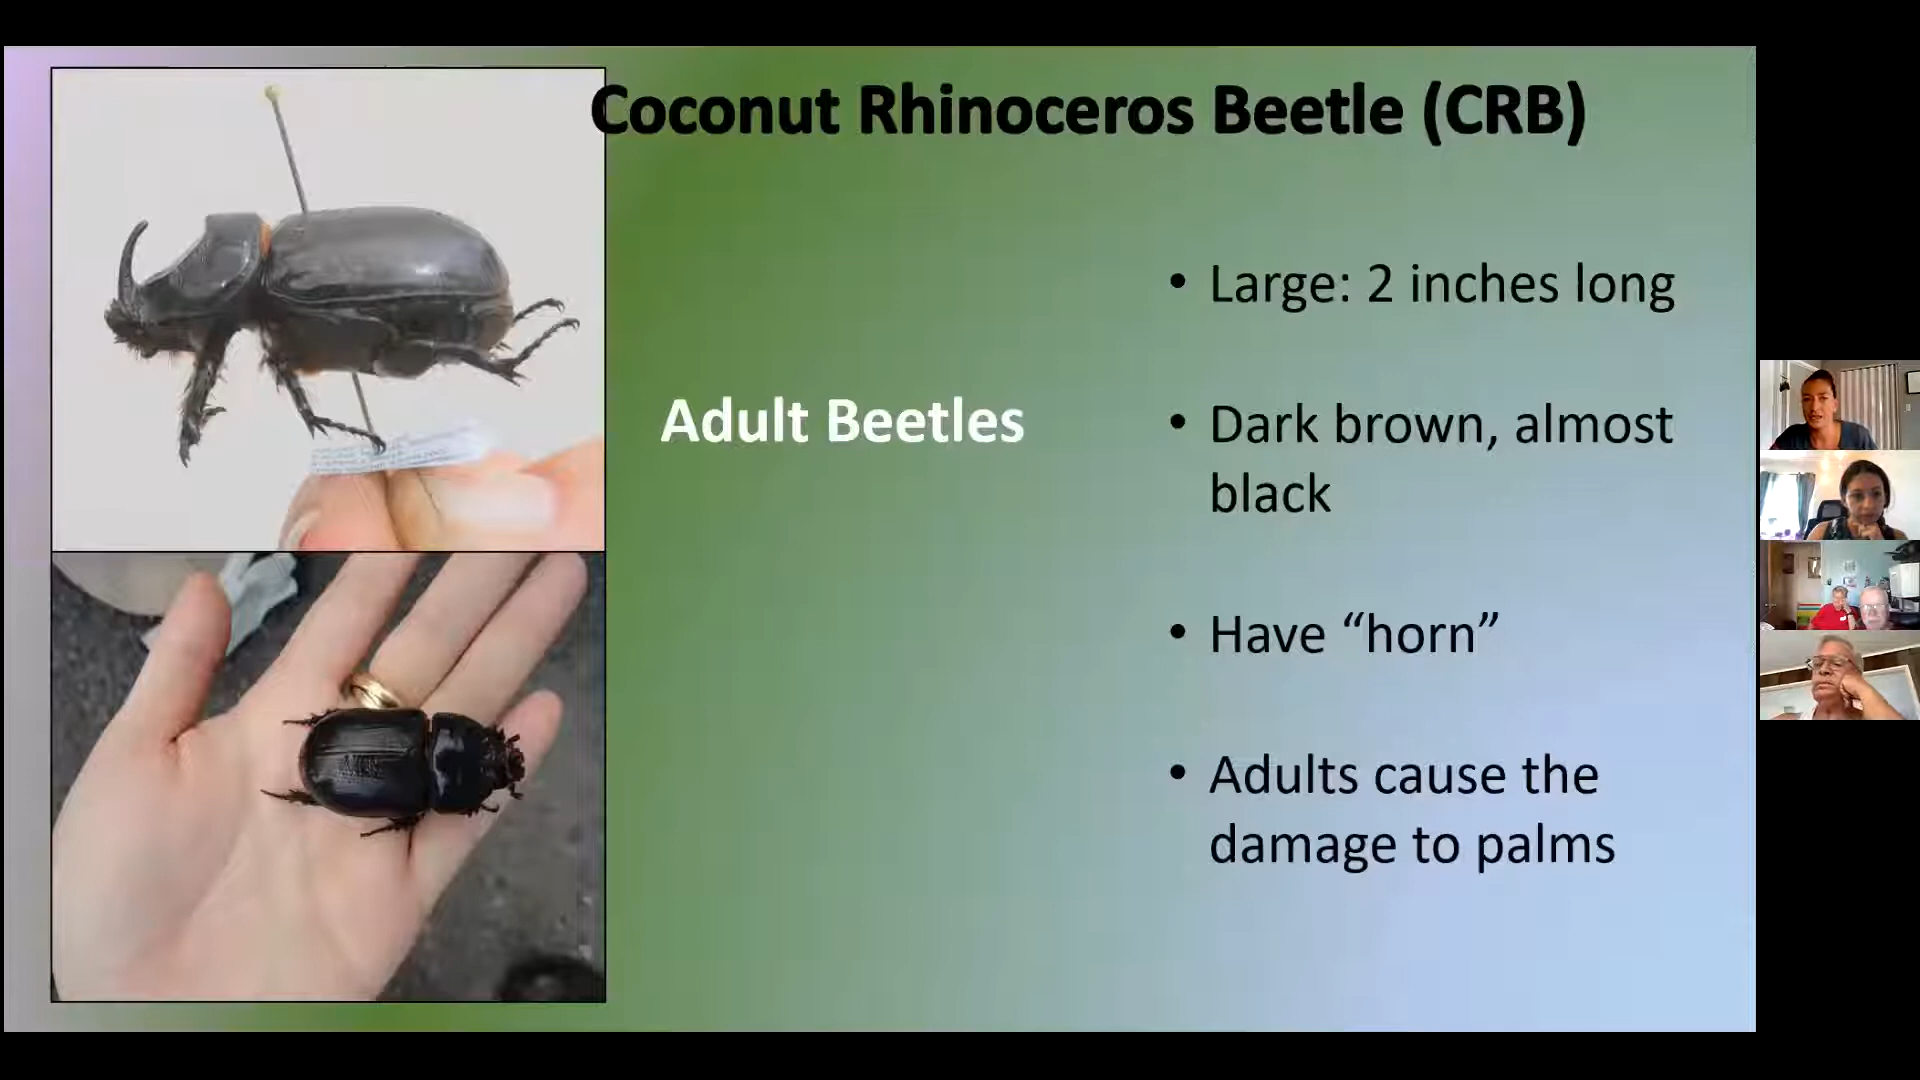 Coconut Rhinoceros Beetle (CRB)
Adult Beetles
• Large: 2 inches long
• Dark brown, almost
black
• Have “horn”
• Adults cause the
damage to palms